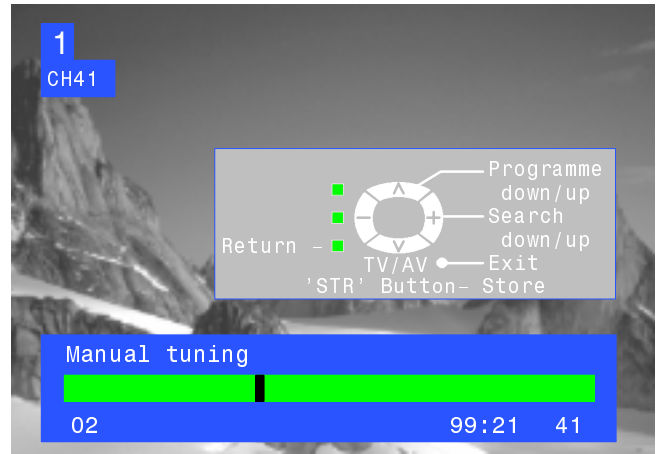 1
CH41
Programme
down/up
Search
down/up
Return –
TV/AV Exit
'STR' Button– Store
Manual tuning
02 99:21 41